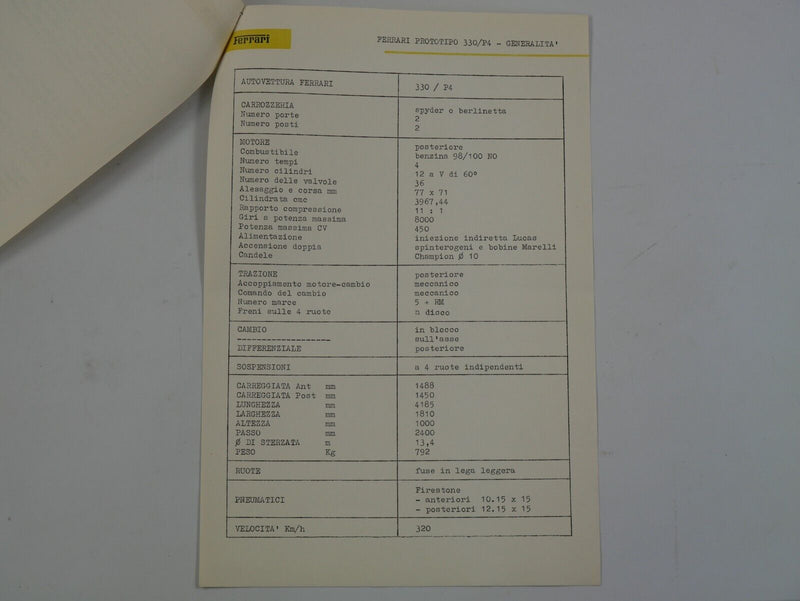 Ferrari
FERRARI PROTOTIPO 330/P4 - GENERALITA'
AUTOVETTURA FERRARI 330 / P4
CARROZZERIA spyder o berlinetta
Numero porte 2
Numero posti 2
MOTORE posteriore
Combustibile benzina 98/100 NO
Numero tempi 4
Numero cilindri 12 a V di 60°
Numero delle valvole 36
Alesaggio e corsa mm 77 x 71
Cilindrata cmc 3967,44
Rapporto compressione 11 : 1
Giri a potenza massima 8000
Potenza massima CV 450
Alimentazione iniezione indiretta Lucas
Accensione doppia spinterogeni e bobine Marelli
Candele Champion Ø 10
TRAZIONE posteriore
Accoppiamento motore-cambio meccanico
Comando del cambio meccanico
Numero marce 5 + RM
Freni sulle 4 ruote a disco
CAMBIO in blocco
------------------- sull'asse
DIFFERENZIALE posteriore
SOSPENSIONI a 4 ruote indipendenti
CARREGGIATA Ant mm 1488
CARREGGIATA Post mm 1450
LUNGHEZZA mm 4185
LARGHEZZA mm 1810
ALTEZZA mm 1000
PASSO mm 2400
Ø DI STERZATA m 13,4
PESO Kg 792
RUOTE fuse in lega leggera
Firestone
PNEUMATICI - anteriori 10.15 x 15
- posteriori 12.15 x 15
VELOCITA' Km/h 320